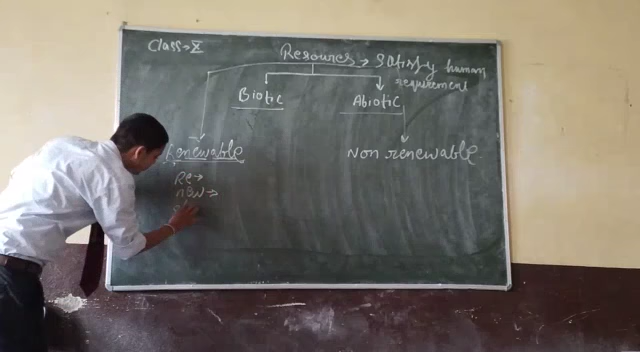 Class → X
Resources → satisfy human
requirement
Biotic
Abiotic
Renewable
Non renewable
Re →
new →